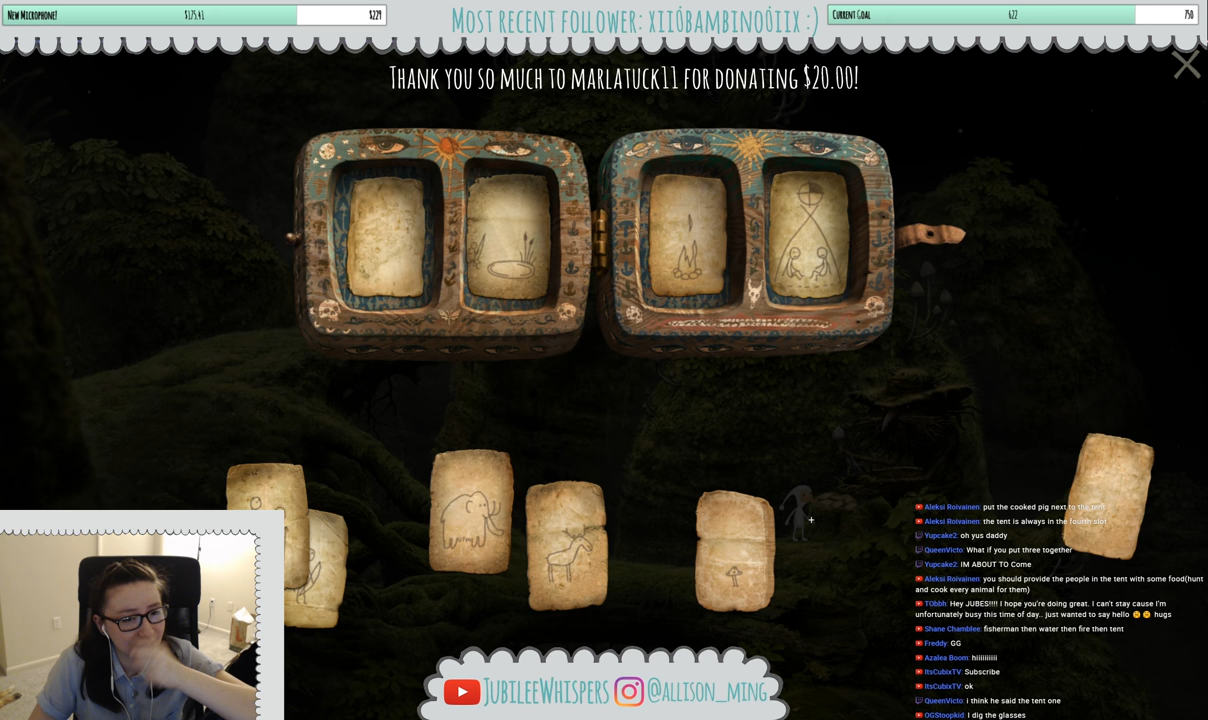 New Microphone! $175.41 $229
Most recent follower: xiiÓbambinoÓiix :)
Current Goal 622 750
Thank you so much to marlatuck11 for donating $20.00!
Aleksi Roivainen: put the cooked pig next to the tent
Aleksi Roivainen: the tent is always in the fourth slot
Yupcake2: oh yus daddy
QueenVicto: What if you put three together
Yupcake2: IM ABOUT TO Come
Aleksi Roivainen: you should provide the people in the tent with some food(hunt
and cook every animal for them)
TObbh: Hey JUBES!!!! I hope you're doing great. I can't stay cause I'm
unfortunately busy this time of day.. just wanted to say hello 😢 😢 hugs
Shane Chamblee: fisherman then water then fire then tent
Freddy: GG
Azalea Boom: hiiiiiiiiii
ItsCubixTV: Subscribe
ItsCubixTV: ok
QueenVicto: i think he said the tent one
OGStoopkid: I dig the glasses
JubileeWhispers @allison_ming